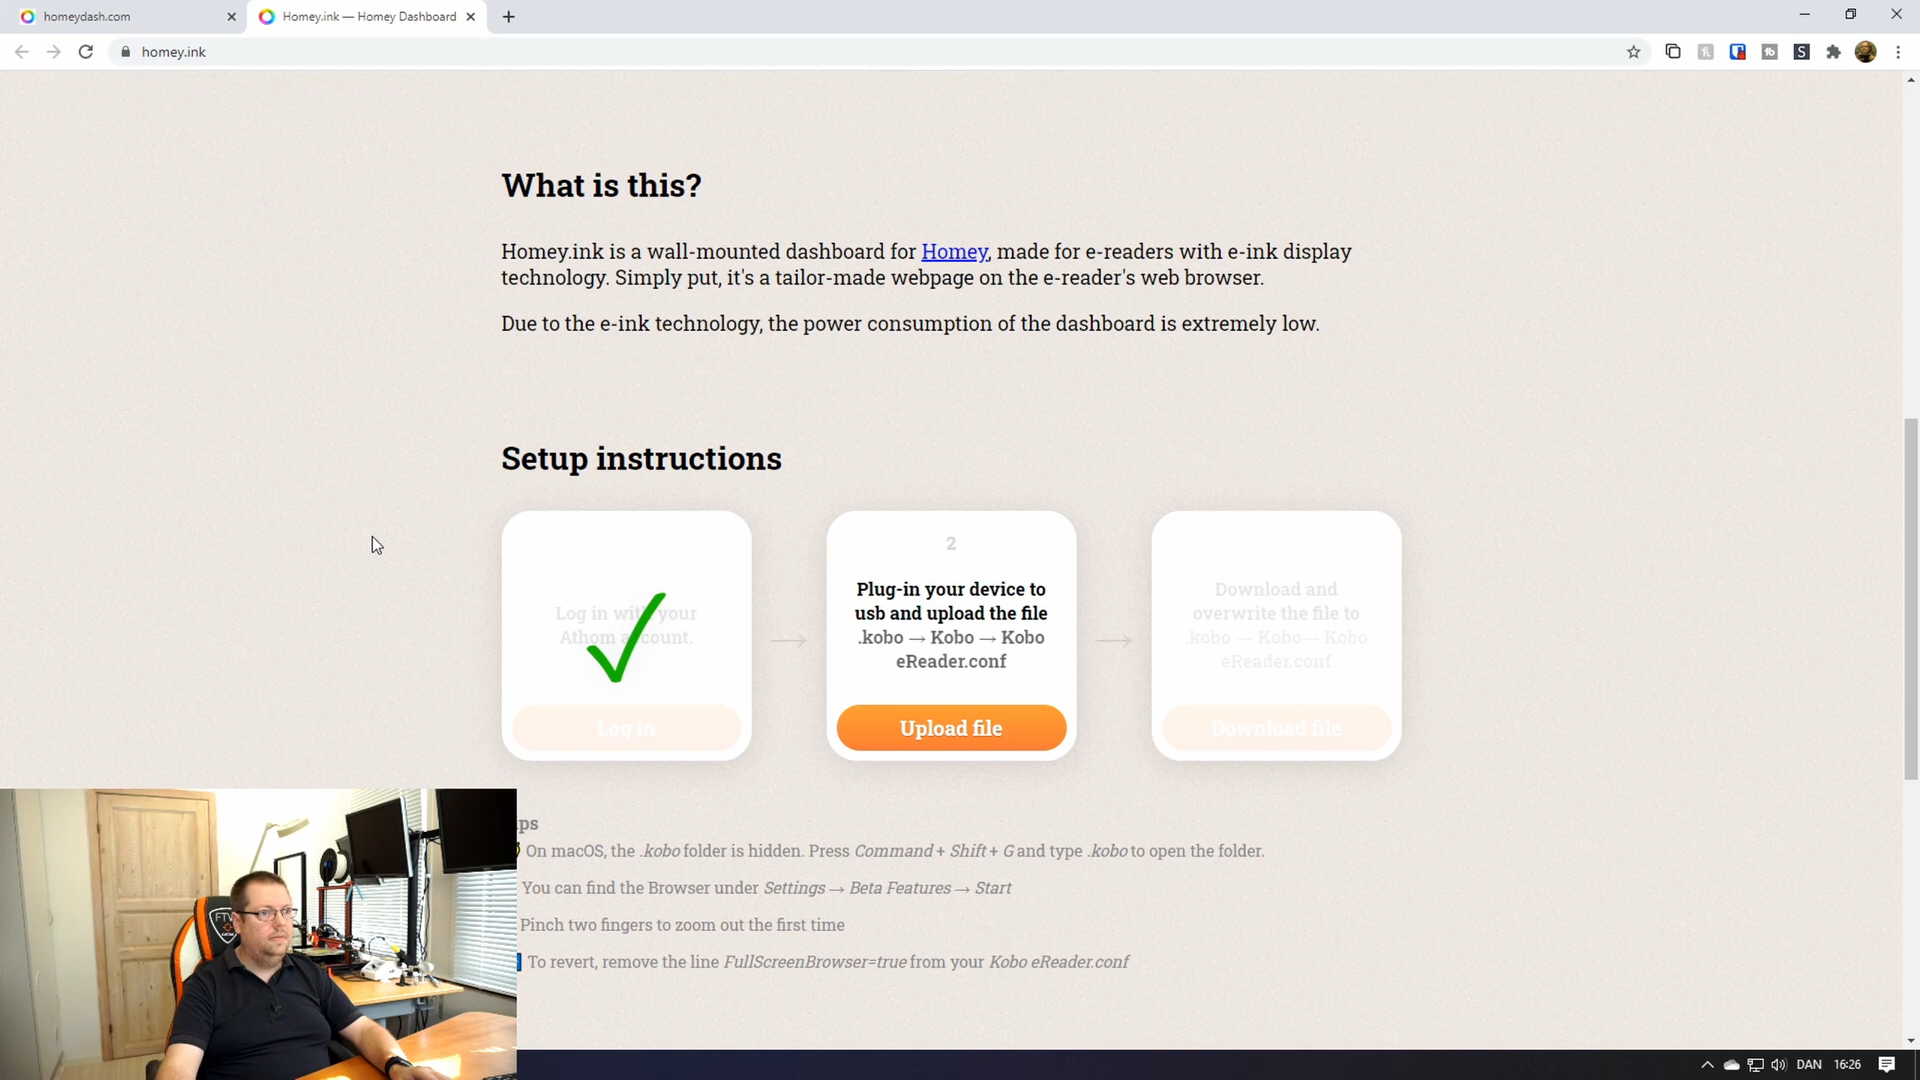 homeydash.com
Homey.ink — Homey Dashboard
homey.ink
What is this?
Homey.ink is a wall-mounted dashboard for Homey, made for e-readers with e-ink display
technology. Simply put, it's a tailor-made webpage on the e-reader's web browser.
Due to the e-ink technology, the power consumption of the dashboard is extremely low.
Setup instructions
Log in with your
Athom account.
Log in
2
Plug-in your device to
usb and upload the file
.kobo → Kobo → Kobo
eReader.conf
Upload file
Download and
overwrite the file to
.kobo → Kobo → Kobo
eReader.conf
Download file
ps
On macOS, the .kobo folder is hidden. Press Command + Shift + G and type .kobo to open the folder.
You can find the Browser under Settings → Beta Features → Start
Pinch two fingers to zoom out the first time
To revert, remove the line FullScreenBrowser=true from your Kobo eReader.conf
FTV
DAN
16:26